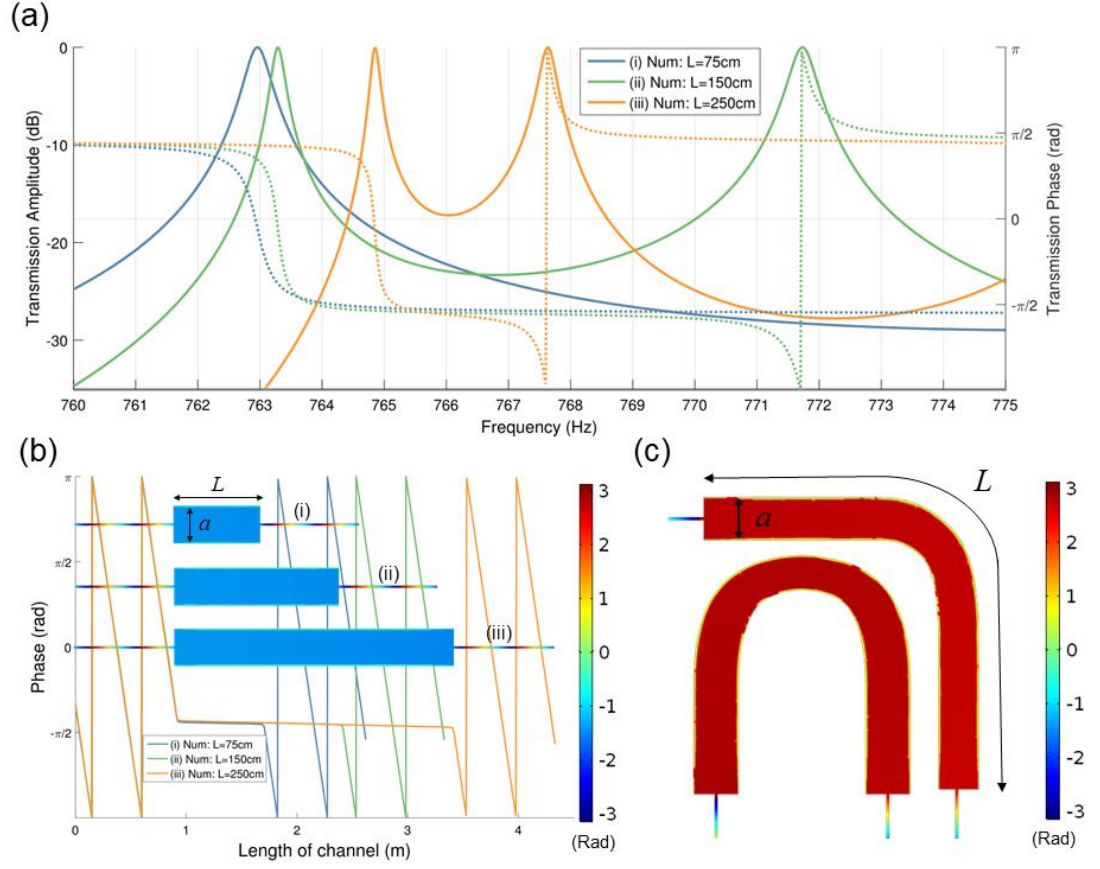 (a)
0
-10
-20
-30
Transmission Amplitude (dB)
(i) Num: L=75cm
(ii) Num: L=150cm
(iii) Num: L=250cm
π
π/2
0
-π/2
Transmission Phase (rad)
760 761 762 763 764 765 766 767 768 769 770 771 772 773 774 775
Frequency (Hz)
(b)
π
π/2
0
-π/2
Phase (rad)
L
a
(i)
(ii)
(iii)
(i) Num: L=75cm
(ii) Num: L=150cm
(iii) Num: L=250cm
0 1 2 3 4
Length of channel (m)
3
2
1
0
-1
-2
-3
(Rad)
(c)
L
a
3
2
1
0
-1
-2
-3
(Rad)